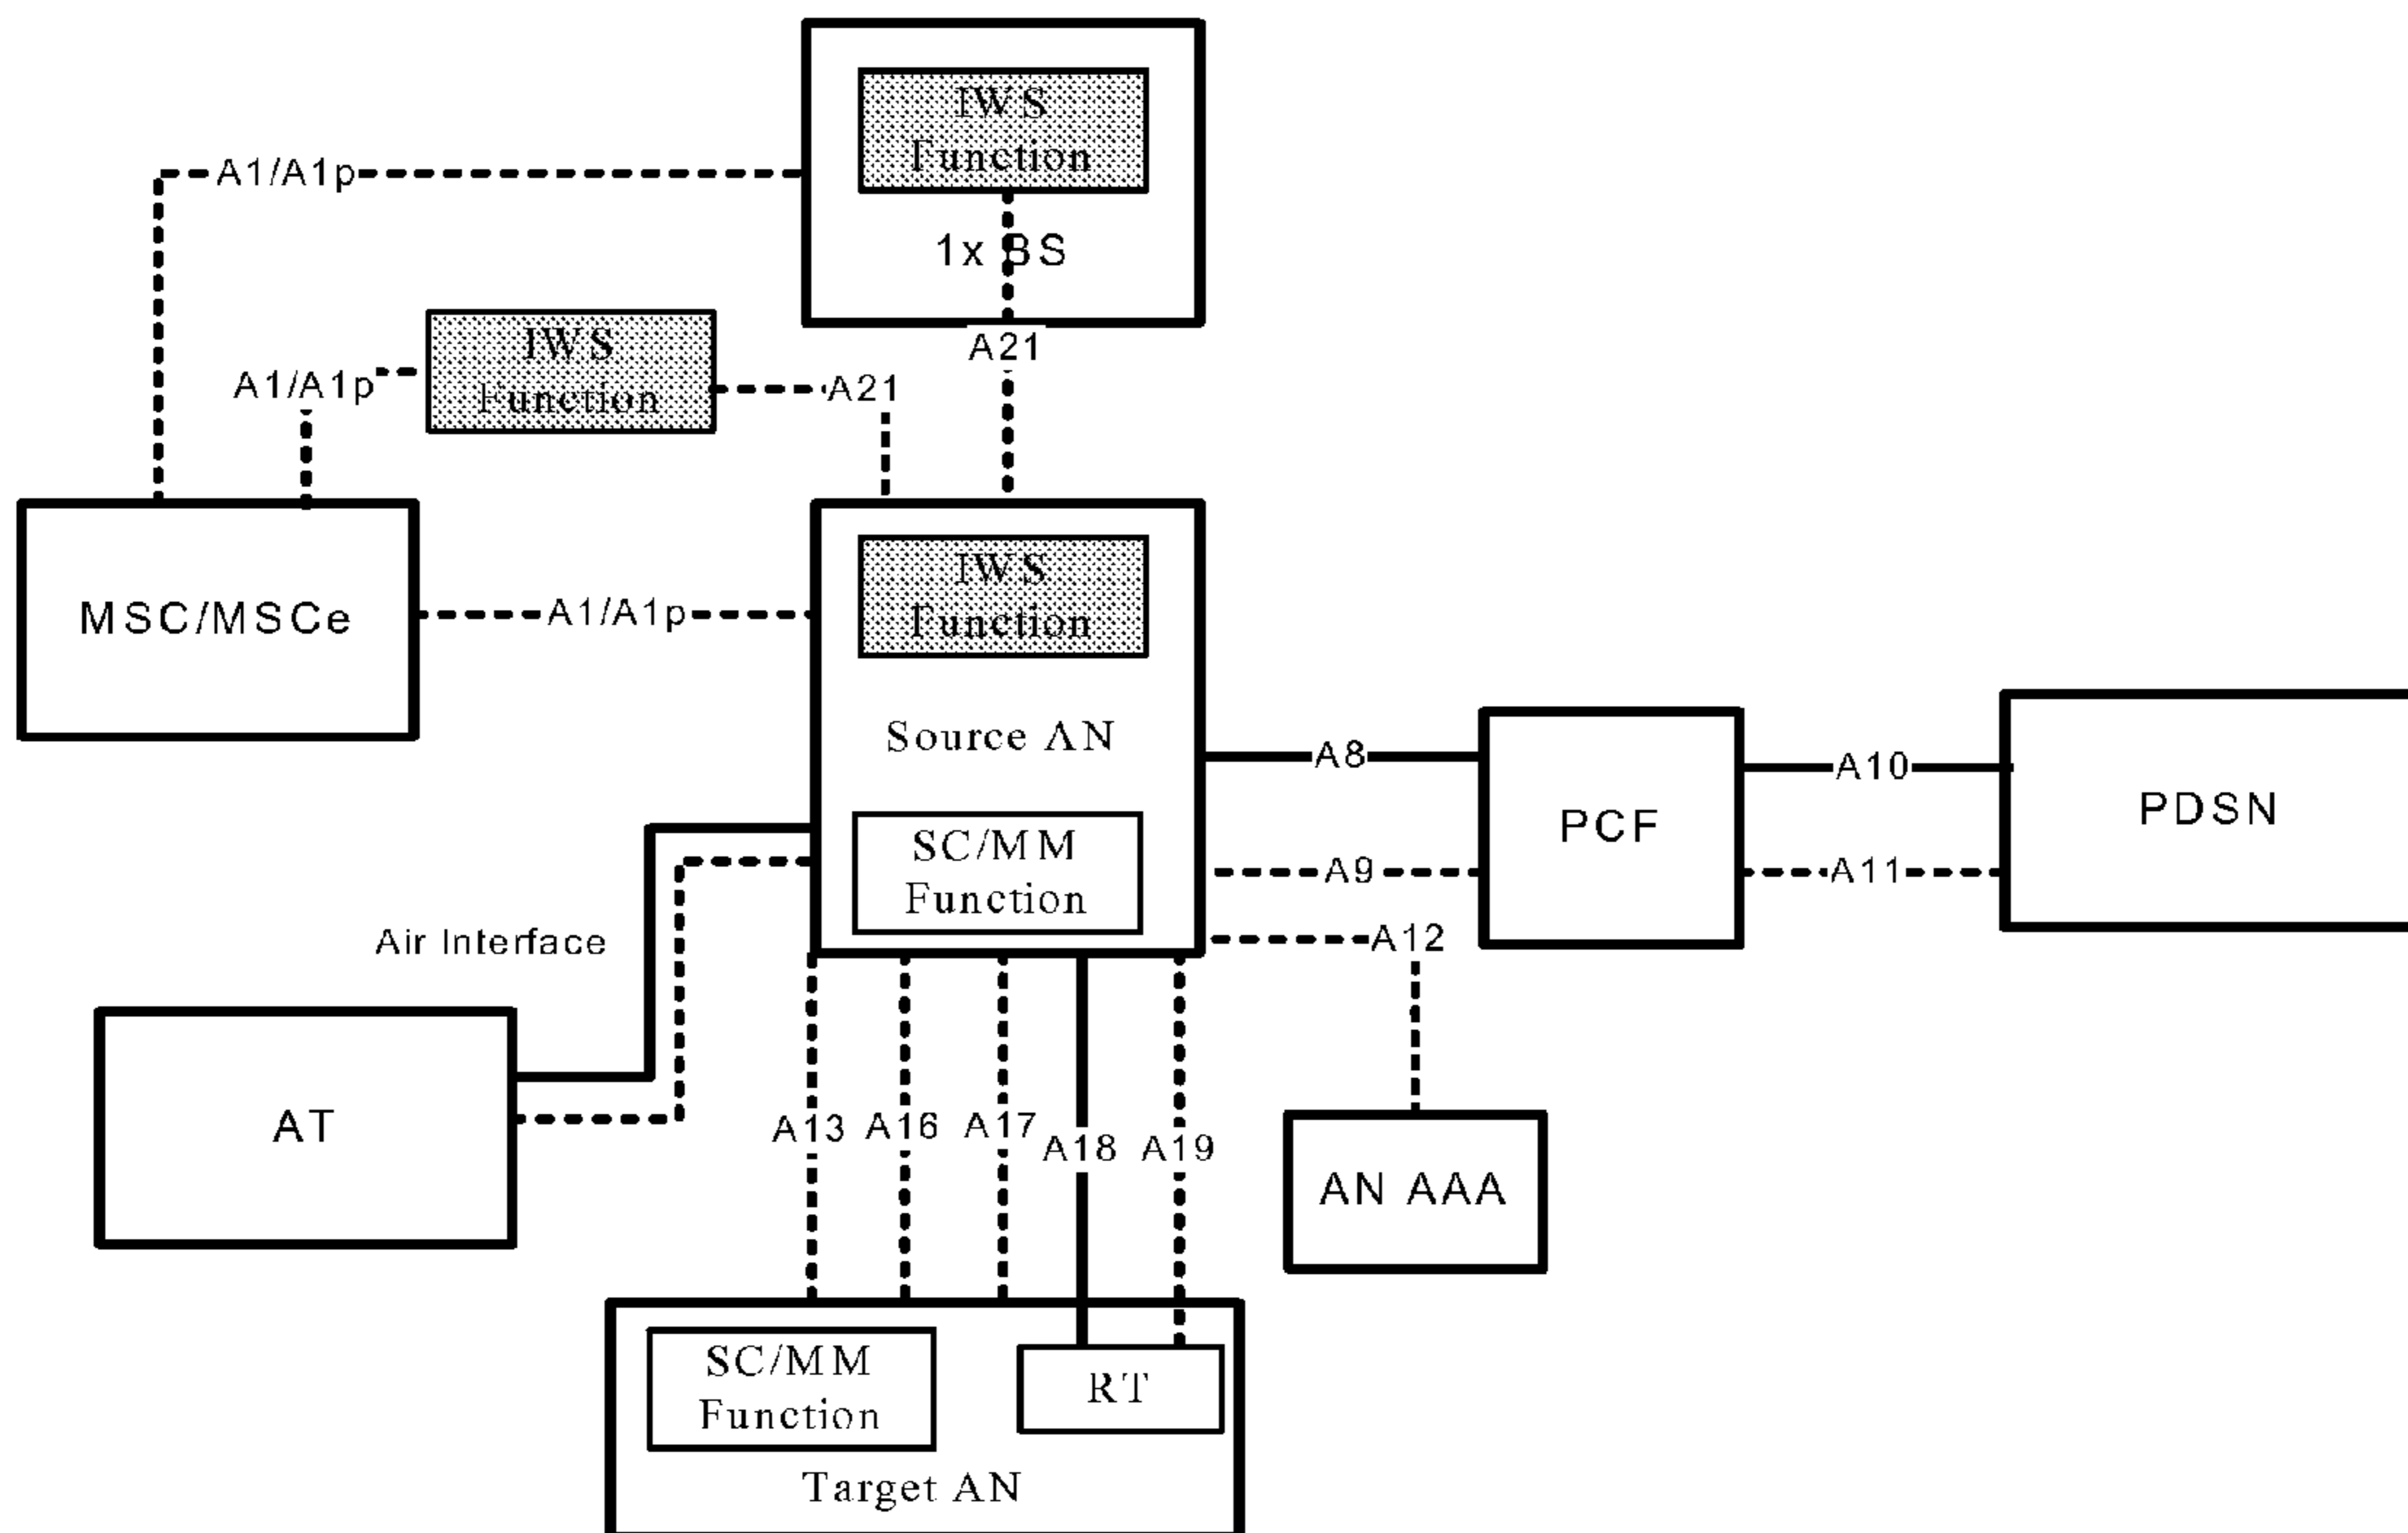 IWS
Function
A1/A1p
1x BS
IWS
Function
A21
A1/A1p
A21
IWS
Function
MSC/MSCe
A1/A1p
Source AN
A8
A10
PDSN
PCF
SC/MM
Function
A9
A11
Air Interface
A12
AT
A13
A16
A17
A18
A19
AN AAA
SC/MM
Function
RT
Target AN